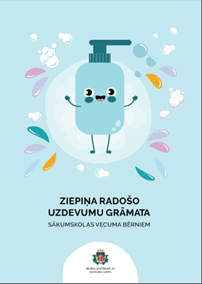 ZIEPIŅA RADOŠO
UZDEVUMU GRĀMATA
SĀKUMSKOLAS VECUMA BĒRNIEM